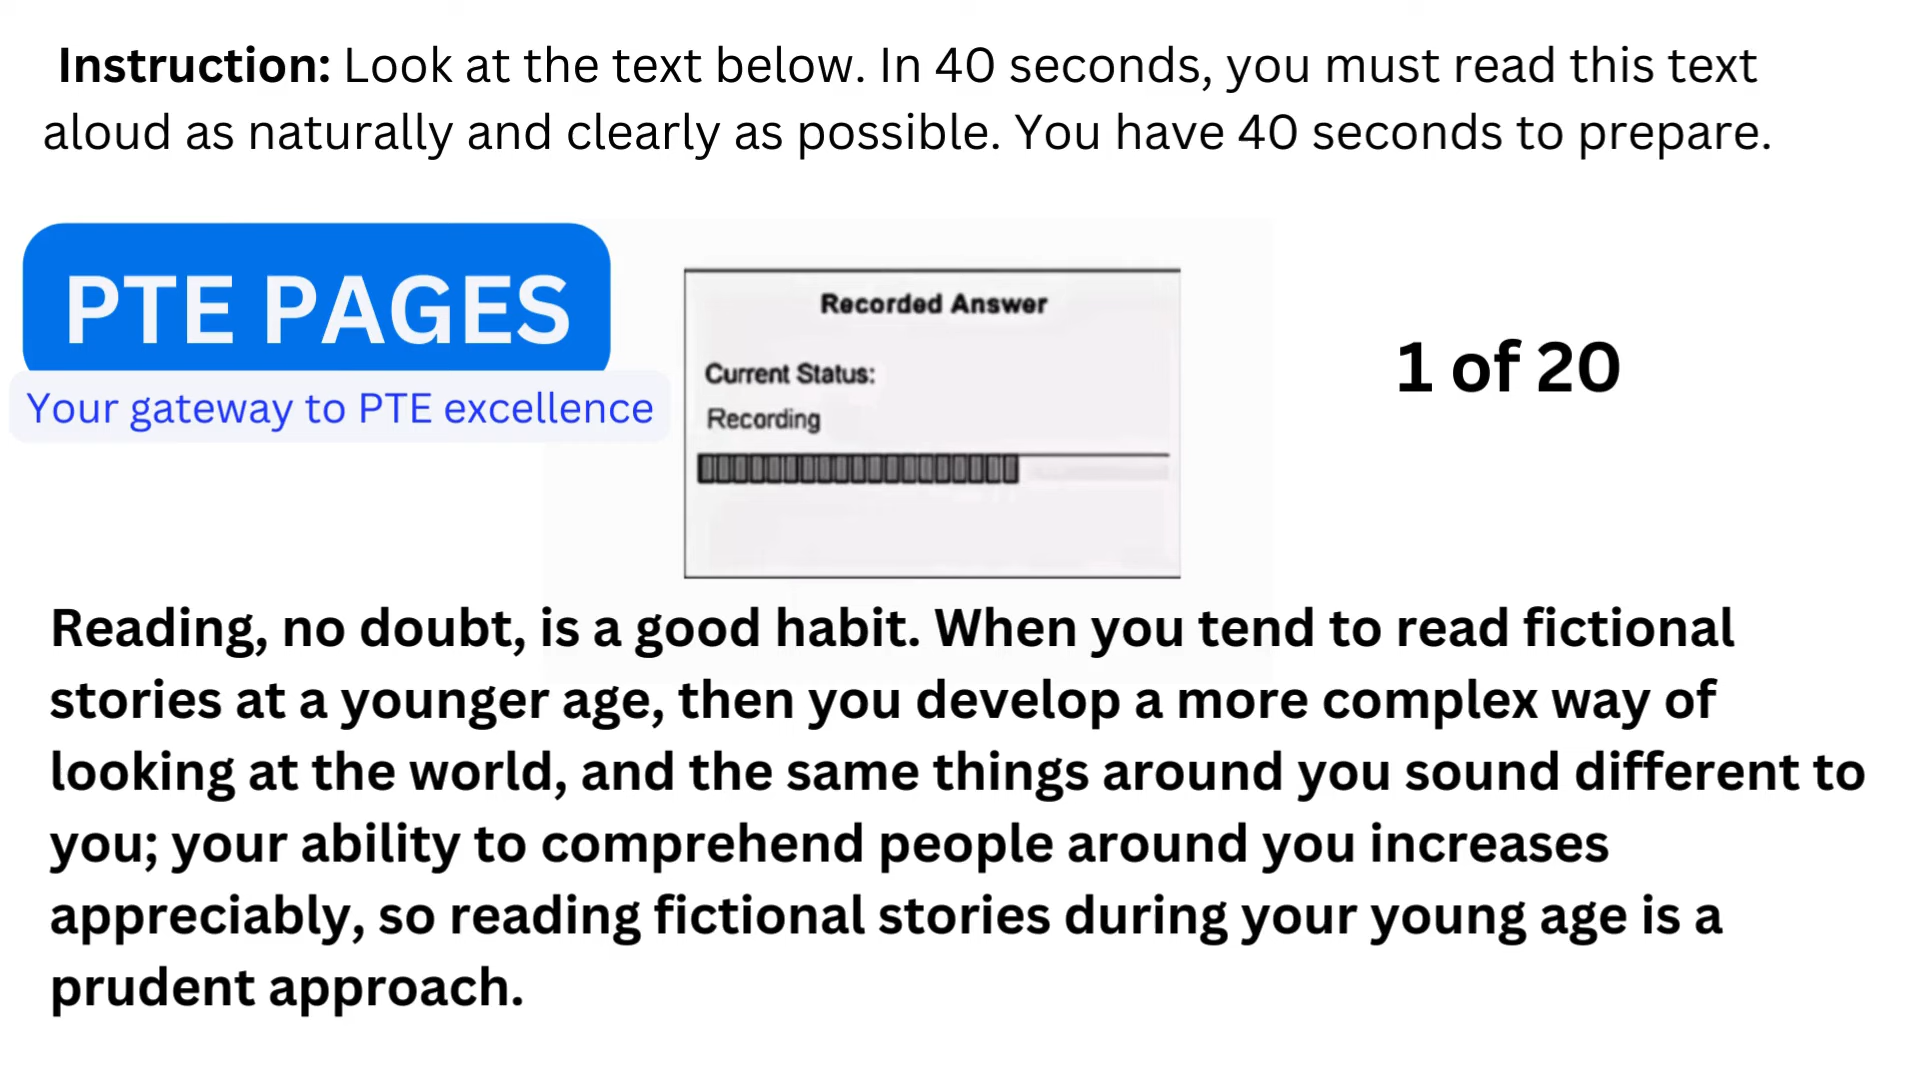 Instruction: Look at the text below. In 40 seconds, you must read this text
aloud as naturally and clearly as possible. You have 40 seconds to prepare.
PTE PAGES
Your gateway to PTE excellence
Recorded Answer
Current Status:
Recording
1 of 20
Reading, no doubt, is a good habit. When you tend to read fictional
stories at a younger age, then you develop a more complex way of
looking at the world, and the same things around you sound different to
you; your ability to comprehend people around you increases
appreciably, so reading fictional stories during your young age is a
prudent approach.